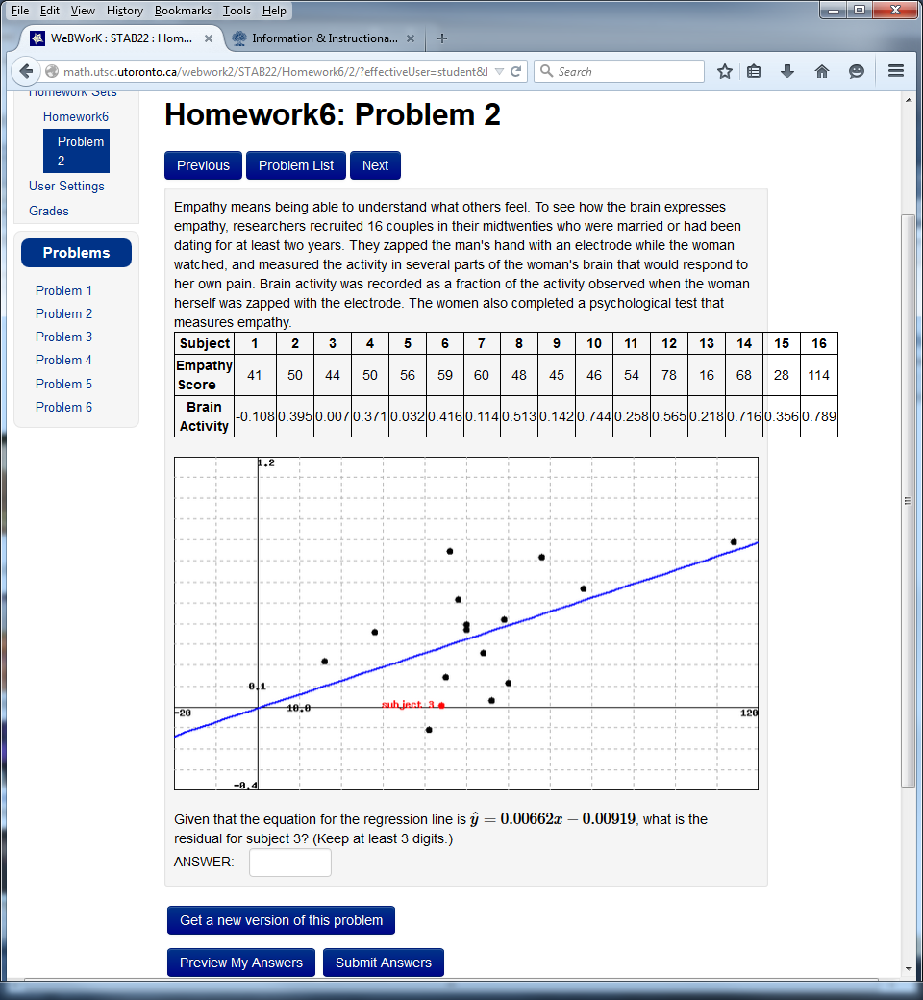 File Edit View History Bookmarks Tools Help
WeBWorK : STAB22 : Hom... × Information & Instructiona... × +
math.utsc.utoronto.ca/webwork2/STAB22/Homework6/2/?effectiveUser=student&l Search
Homework Sets
Homework6
Problem
2
User Settings
Grades
Problems
Problem 1
Problem 2
Problem 3
Problem 4
Problem 5
Problem 6
Homework6: Problem 2
Previous Problem List Next
Empathy means being able to understand what others feel. To see how the brain expresses
empathy, researchers recruited 16 couples in their midtwenties who were married or had been
dating for at least two years. They zapped the man's hand with an electrode while the woman
watched, and measured the activity in several parts of the woman's brain that would respond to
her own pain. Brain activity was recorded as a fraction of the activity observed when the woman
herself was zapped with the electrode. The women also completed a psychological test that
measures empathy.
Subject 1 2 3 4 5 6 7 8 9 10 11 12 13 14 15 16
Empathy Score 41 50 44 50 56 59 60 48 45 46 54 78 16 68 28 114
Brain Activity -0.108 0.395 0.007 0.371 0.032 0.416 0.114 0.513 0.142 0.744 0.258 0.565 0.218 0.716 0.356 0.789
1.2
0.1
subject 3
-20 10.0 120
-0.4
Given that the equation for the regression line is ŷ = 0.00662x − 0.00919, what is the
residual for subject 3? (Keep at least 3 digits.)
ANSWER:
Get a new version of this problem
Preview My Answers Submit Answers